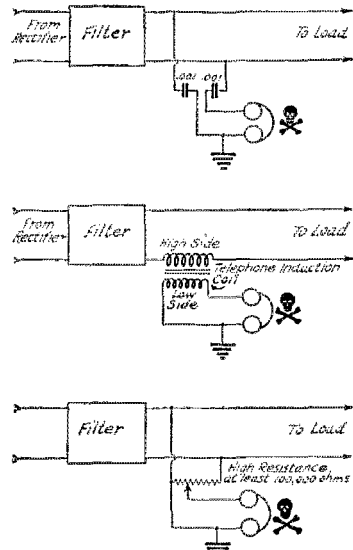 From Rectifier
Filter
To Load
.001 .001
From Rectifier
Filter
To Load
High Side
Telephone Induction Coil
Low Side
Filter
To Load
High Resistance, at least 100,000 ohms